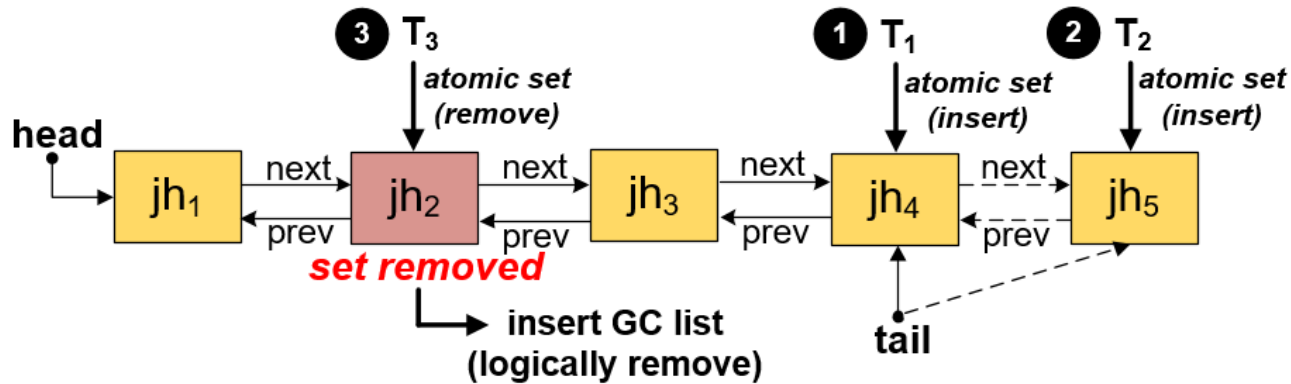 3 T₃
1 T₁
2 T₂
atomic set
(remove)
atomic set
(insert)
atomic set
(insert)
head
next
next
next
next
jh₁
jh₂
jh₃
jh₄
jh₅
prev
prev
prev
prev
set removed
insert GC list
(logically remove)
tail